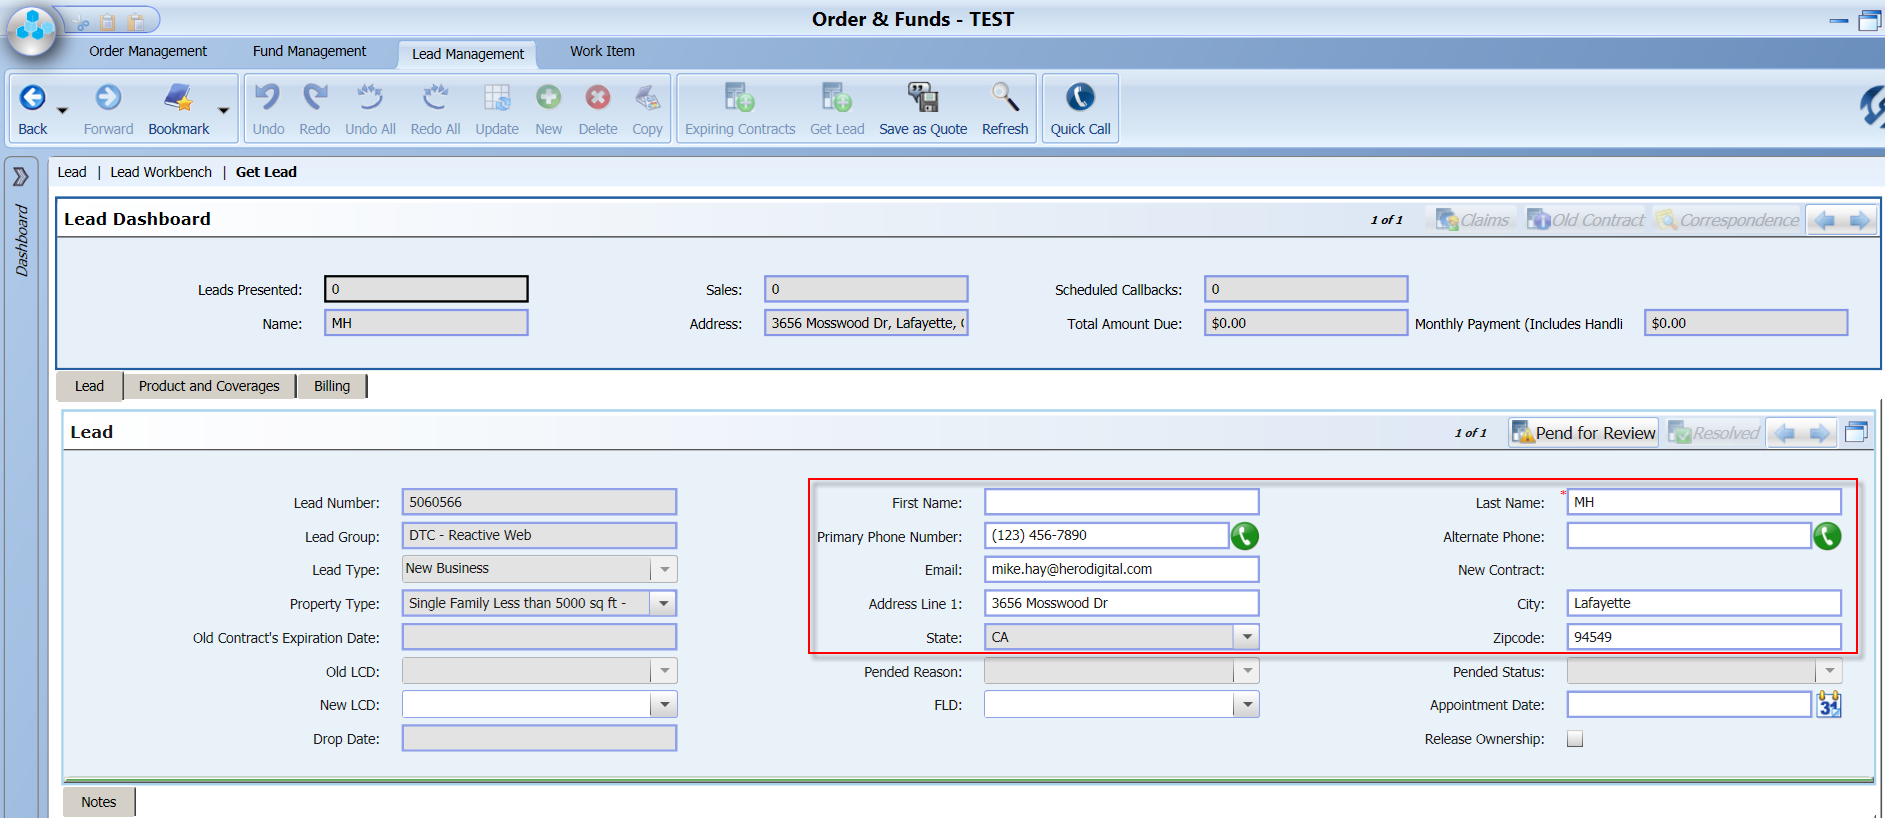 Order & Funds - TEST
Order Management Fund Management Lead Management Work Item
Back Forward Bookmark Undo Redo Undo All Redo All Update New Delete Copy Expiring Contracts Get Lead Save as Quote Refresh Quick Call
Dashboard
Lead | Lead Workbench | Get Lead
Lead Dashboard 1 of 1 Claims Old Contract Correspondence
Leads Presented: 0 Sales: 0 Scheduled Callbacks: 0
Name: MH Address: 3656 Mosswood Dr, Lafayette, Total Amount Due: $0.00 Monthly Payment (Includes Handli $0.00
Lead Product and Coverages Billing
Lead 1 of 1 Pend for Review Resolved
Lead Number: 5060566 First Name: * Last Name: MH
Lead Group: DTC - Reactive Web Primary Phone Number: (123) 456-7890 Alternate Phone:
Lead Type: New Business Email: mike.hay@herodigital.com New Contract:
Property Type: Single Family Less than 5000 sq ft - Address Line 1: 3656 Mosswood Dr City: Lafayette
Old Contract's Expiration Date: State: CA Zipcode: 94549
Old LCD: Pended Reason: Pended Status:
New LCD: FLD: Appointment Date: 31
Drop Date: Release Ownership:
Notes